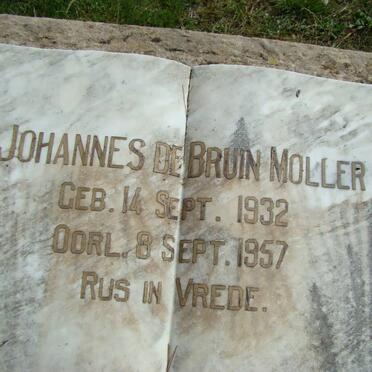 JOHANNES DE BRUIN MOLLER
GEB. 14 SEPT. 1932
OORL. 8 SEPT. 1957
RUS IN VREDE.